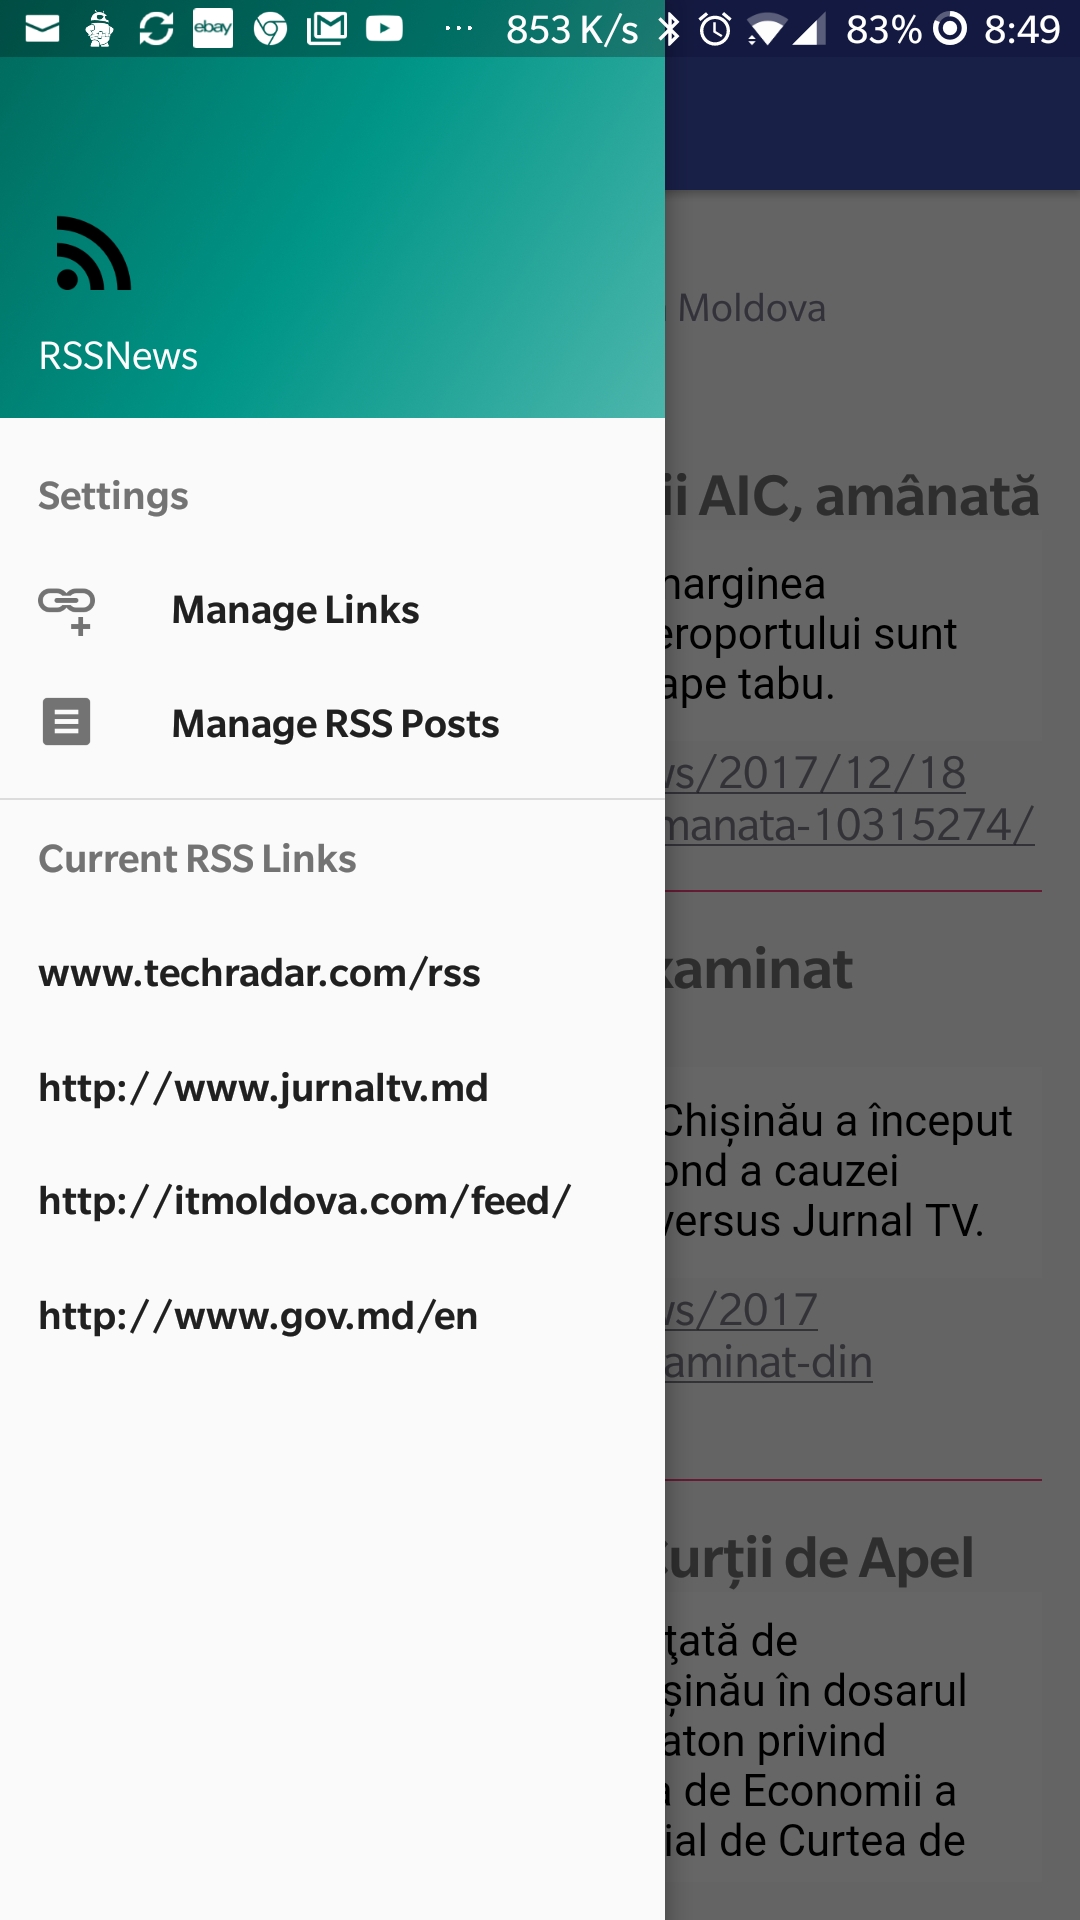 ebay
853 K/s
83%
8:49
RSSNews
Settings
Manage Links
Manage RSS Posts
Current RSS Links
www.techradar.com/rss
http://www.jurnaltv.md
http://itmoldova.com/feed/
http://www.gov.md/en
Moldova
ii AIC, amânată
narginea
eroportului sunt
ape tabu.
ws/2017/12/18
manata-10315274/
xaminat
Chișinău a început
ond a cauzei
versus Jurnal TV.
ws/2017
aminat-din
Curții de Apel
țată de
șinău în dosarul
aton privind
a de Economii a
ial de Curtea de